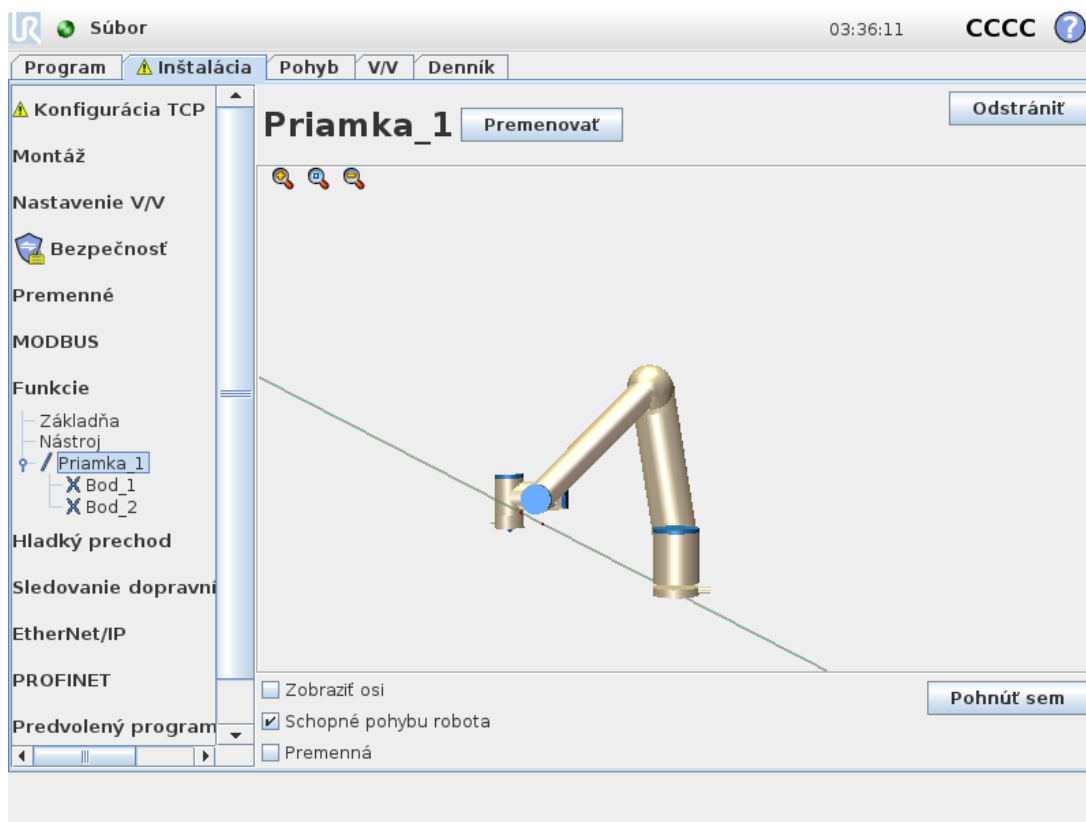 UR Súbor 03:36:11 CCCC ?
Program Inštalácia Pohyb V/V Denník
Konfigurácia TCP
Montáž
Nastavenie V/V
Bezpečnosť
Premenné
MODBUS
Funkcie
Základňa
Nástroj
Priamka_1
Bod_1
Bod_2
Hladký prechod
Sledovanie dopravní
EtherNet/IP
PROFINET
Predvolený program
Priamka_1 Premenovať Odstrániť
Zobraziť osi
Schopné pohybu robota
Premenná
Pohnúť sem